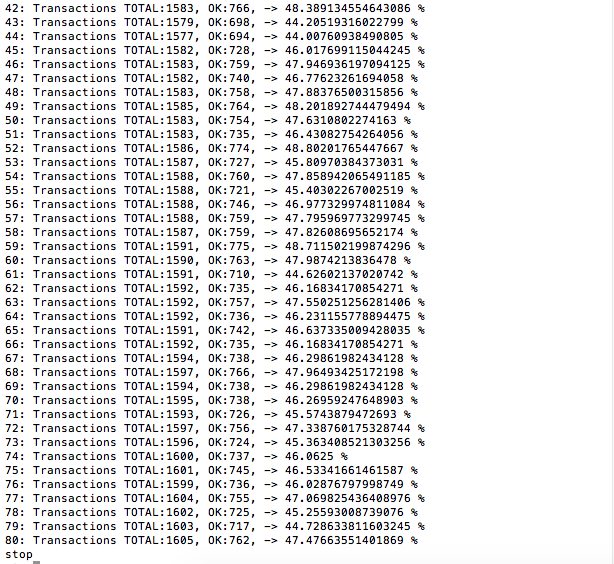 42: Transactions TOTAL:1583, OK:766, -> 48.389134554643086 %
43: Transactions TOTAL:1579, OK:698, -> 44.20519316022799 %
44: Transactions TOTAL:1577, OK:694, -> 44.00760938490805 %
45: Transactions TOTAL:1582, OK:728, -> 46.017699115044245 %
46: Transactions TOTAL:1583, OK:759, -> 47.946936197094125 %
47: Transactions TOTAL:1582, OK:740, -> 46.77623261694058 %
48: Transactions TOTAL:1583, OK:758, -> 47.88376500315856 %
49: Transactions TOTAL:1585, OK:764, -> 48.201892744479494 %
50: Transactions TOTAL:1583, OK:754, -> 47.6310802274163 %
51: Transactions TOTAL:1583, OK:735, -> 46.43082754264056 %
52: Transactions TOTAL:1586, OK:774, -> 48.80201765447667 %
53: Transactions TOTAL:1587, OK:727, -> 45.80970384373031 %
54: Transactions TOTAL:1588, OK:760, -> 47.858942065491185 %
55: Transactions TOTAL:1588, OK:721, -> 45.40302267002519 %
56: Transactions TOTAL:1588, OK:746, -> 46.977329974811084 %
57: Transactions TOTAL:1588, OK:759, -> 47.795969773299745 %
58: Transactions TOTAL:1587, OK:759, -> 47.82608695652174 %
59: Transactions TOTAL:1591, OK:775, -> 48.711502199874296 %
60: Transactions TOTAL:1590, OK:763, -> 47.9874213836478 %
61: Transactions TOTAL:1591, OK:710, -> 44.62602137020742 %
62: Transactions TOTAL:1592, OK:735, -> 46.16834170854271 %
63: Transactions TOTAL:1592, OK:757, -> 47.550251256281406 %
64: Transactions TOTAL:1592, OK:736, -> 46.231155778894475 %
65: Transactions TOTAL:1591, OK:742, -> 46.637335009428035 %
66: Transactions TOTAL:1592, OK:735, -> 46.16834170854271 %
67: Transactions TOTAL:1594, OK:738, -> 46.29861982434128 %
68: Transactions TOTAL:1597, OK:766, -> 47.96493425172198 %
69: Transactions TOTAL:1594, OK:738, -> 46.29861982434128 %
70: Transactions TOTAL:1595, OK:738, -> 46.26959247648903 %
71: Transactions TOTAL:1593, OK:726, -> 45.5743879472693 %
72: Transactions TOTAL:1597, OK:756, -> 47.338760175328744 %
73: Transactions TOTAL:1596, OK:724, -> 45.363408521303256 %
74: Transactions TOTAL:1600, OK:737, -> 46.0625 %
75: Transactions TOTAL:1601, OK:745, -> 46.53341661461587 %
76: Transactions TOTAL:1599, OK:736, -> 46.02876797998749 %
77: Transactions TOTAL:1604, OK:755, -> 47.069825436408976 %
78: Transactions TOTAL:1602, OK:725, -> 45.25593008739076 %
79: Transactions TOTAL:1603, OK:717, -> 44.728633811603245 %
80: Transactions TOTAL:1605, OK:762, -> 47.47663551401869 %
stop